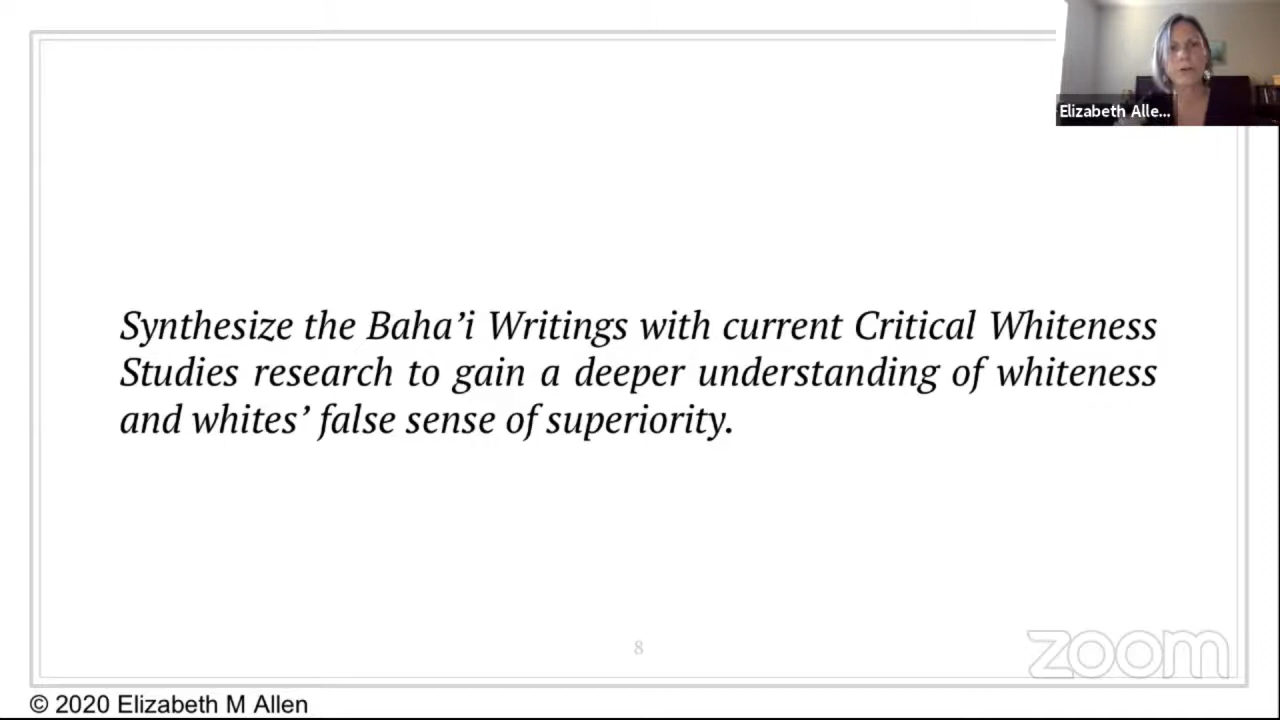 Elizabeth Alle...
Synthesize the Baha’i Writings with current Critical Whiteness
Studies research to gain a deeper understanding of whiteness
and whites’ false sense of superiority.
8
zoom
© 2020 Elizabeth M Allen